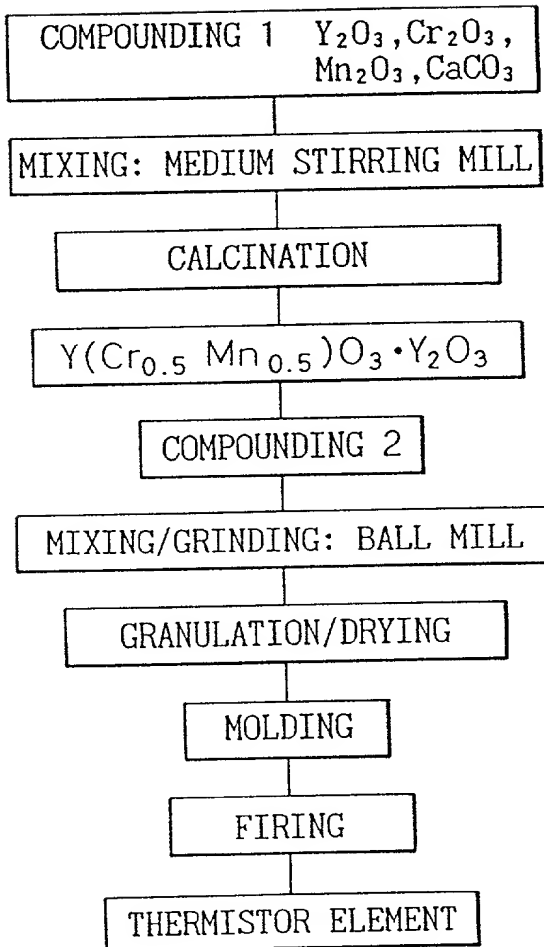 COMPOUNDING 1 Y₂O₃,Cr₂O₃,
Mn₂O₃,CaCO₃
MIXING: MEDIUM STIRRING MILL
CALCINATION
Y(Cr₀.₅ Mn₀.₅)O₃·Y₂O₃
COMPOUNDING 2
MIXING/GRINDING: BALL MILL
GRANULATION/DRYING
MOLDING
FIRING
THERMISTOR ELEMENT